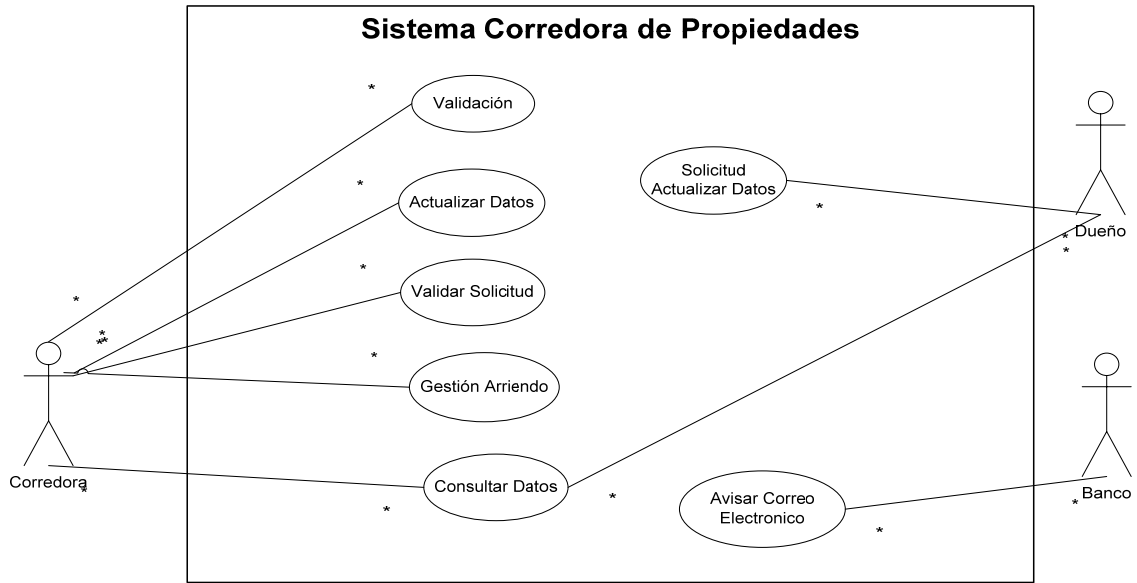 Sistema Corredora de Propiedades
*
Validación
Solicitud
Actualizar Datos
*
Actualizar Datos
*
Dueño
*
*
*
Validar Solicitud
*
*
*
**
*
Gestión Arriendo
Corredora
*
Consultar Datos
*
*
Avisar Correo
Electronico
*
Banco
*